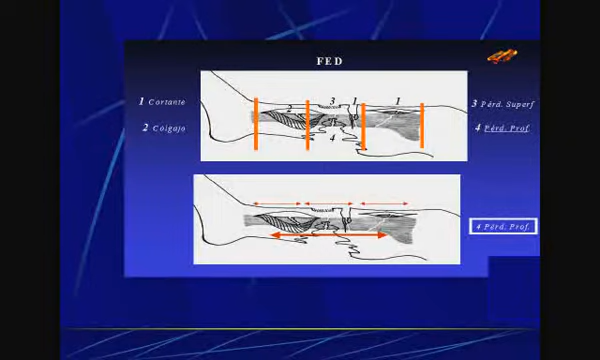 FED
1 Cortante
2 Colgajo
3 Pérd. Superf
4 Pérd. Prof.
2 3 1 1
4
4 Pérd. Prof.